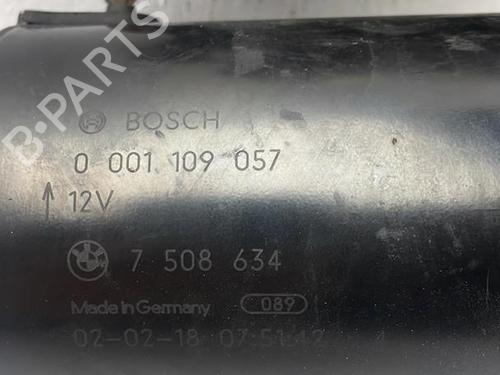 B-PARTS
BOSCH
0 001 109 057
↑ 12V
7 508 634
Made in Germany 089
02-02-18 07:51:12